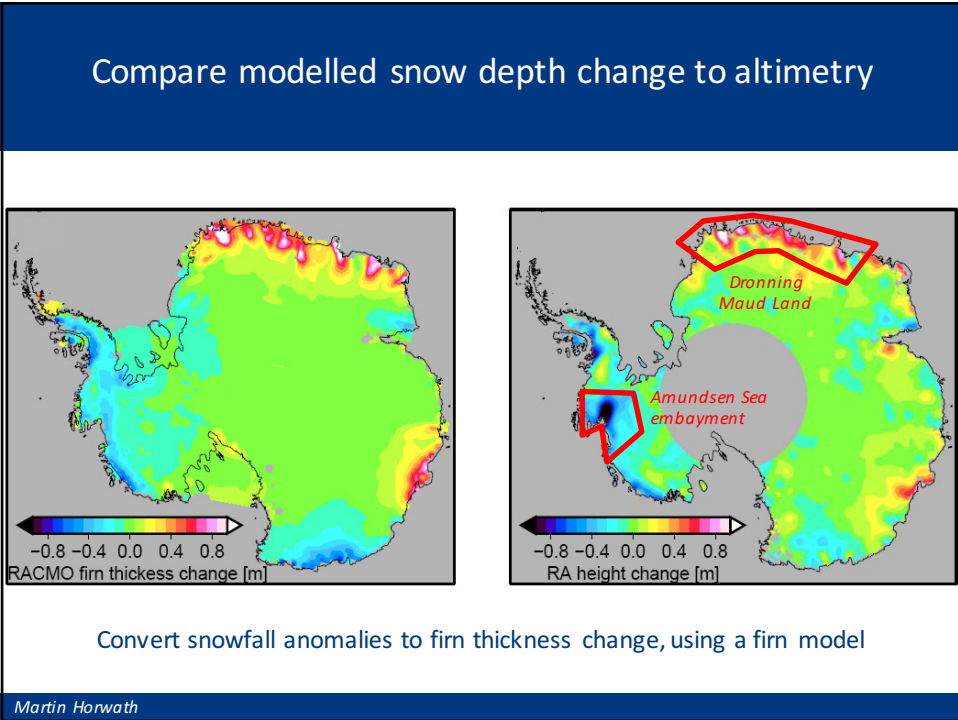 Compare modelled snow depth change to altimetry
−0.8 −0.4 0.0 0.4 0.8
RACMO firn thickess change [m]
Dronning
Maud Land
Amundsen Sea
embayment
−0.8 −0.4 0.0 0.4 0.8
RA height change [m]
Convert snowfall anomalies to firn thickness change, using a firn model
Martin Horwath